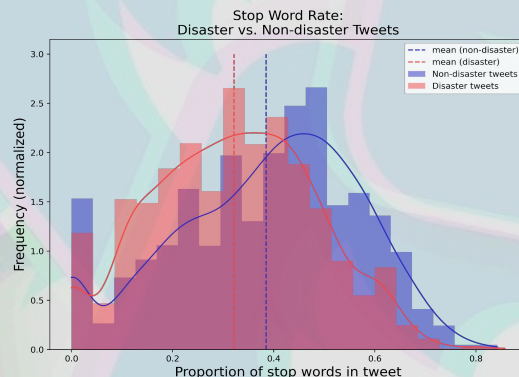 Stop Word Rate:
Disaster vs. Non-disaster Tweets
mean (non-disaster)
mean (disaster)
Non-disaster tweets
Disaster tweets
Frequency (normalized)
3.0
2.5
2.0
1.5
1.0
0.5
0.0
0.0 0.2 0.4 0.6 0.8
Proportion of stop words in tweet